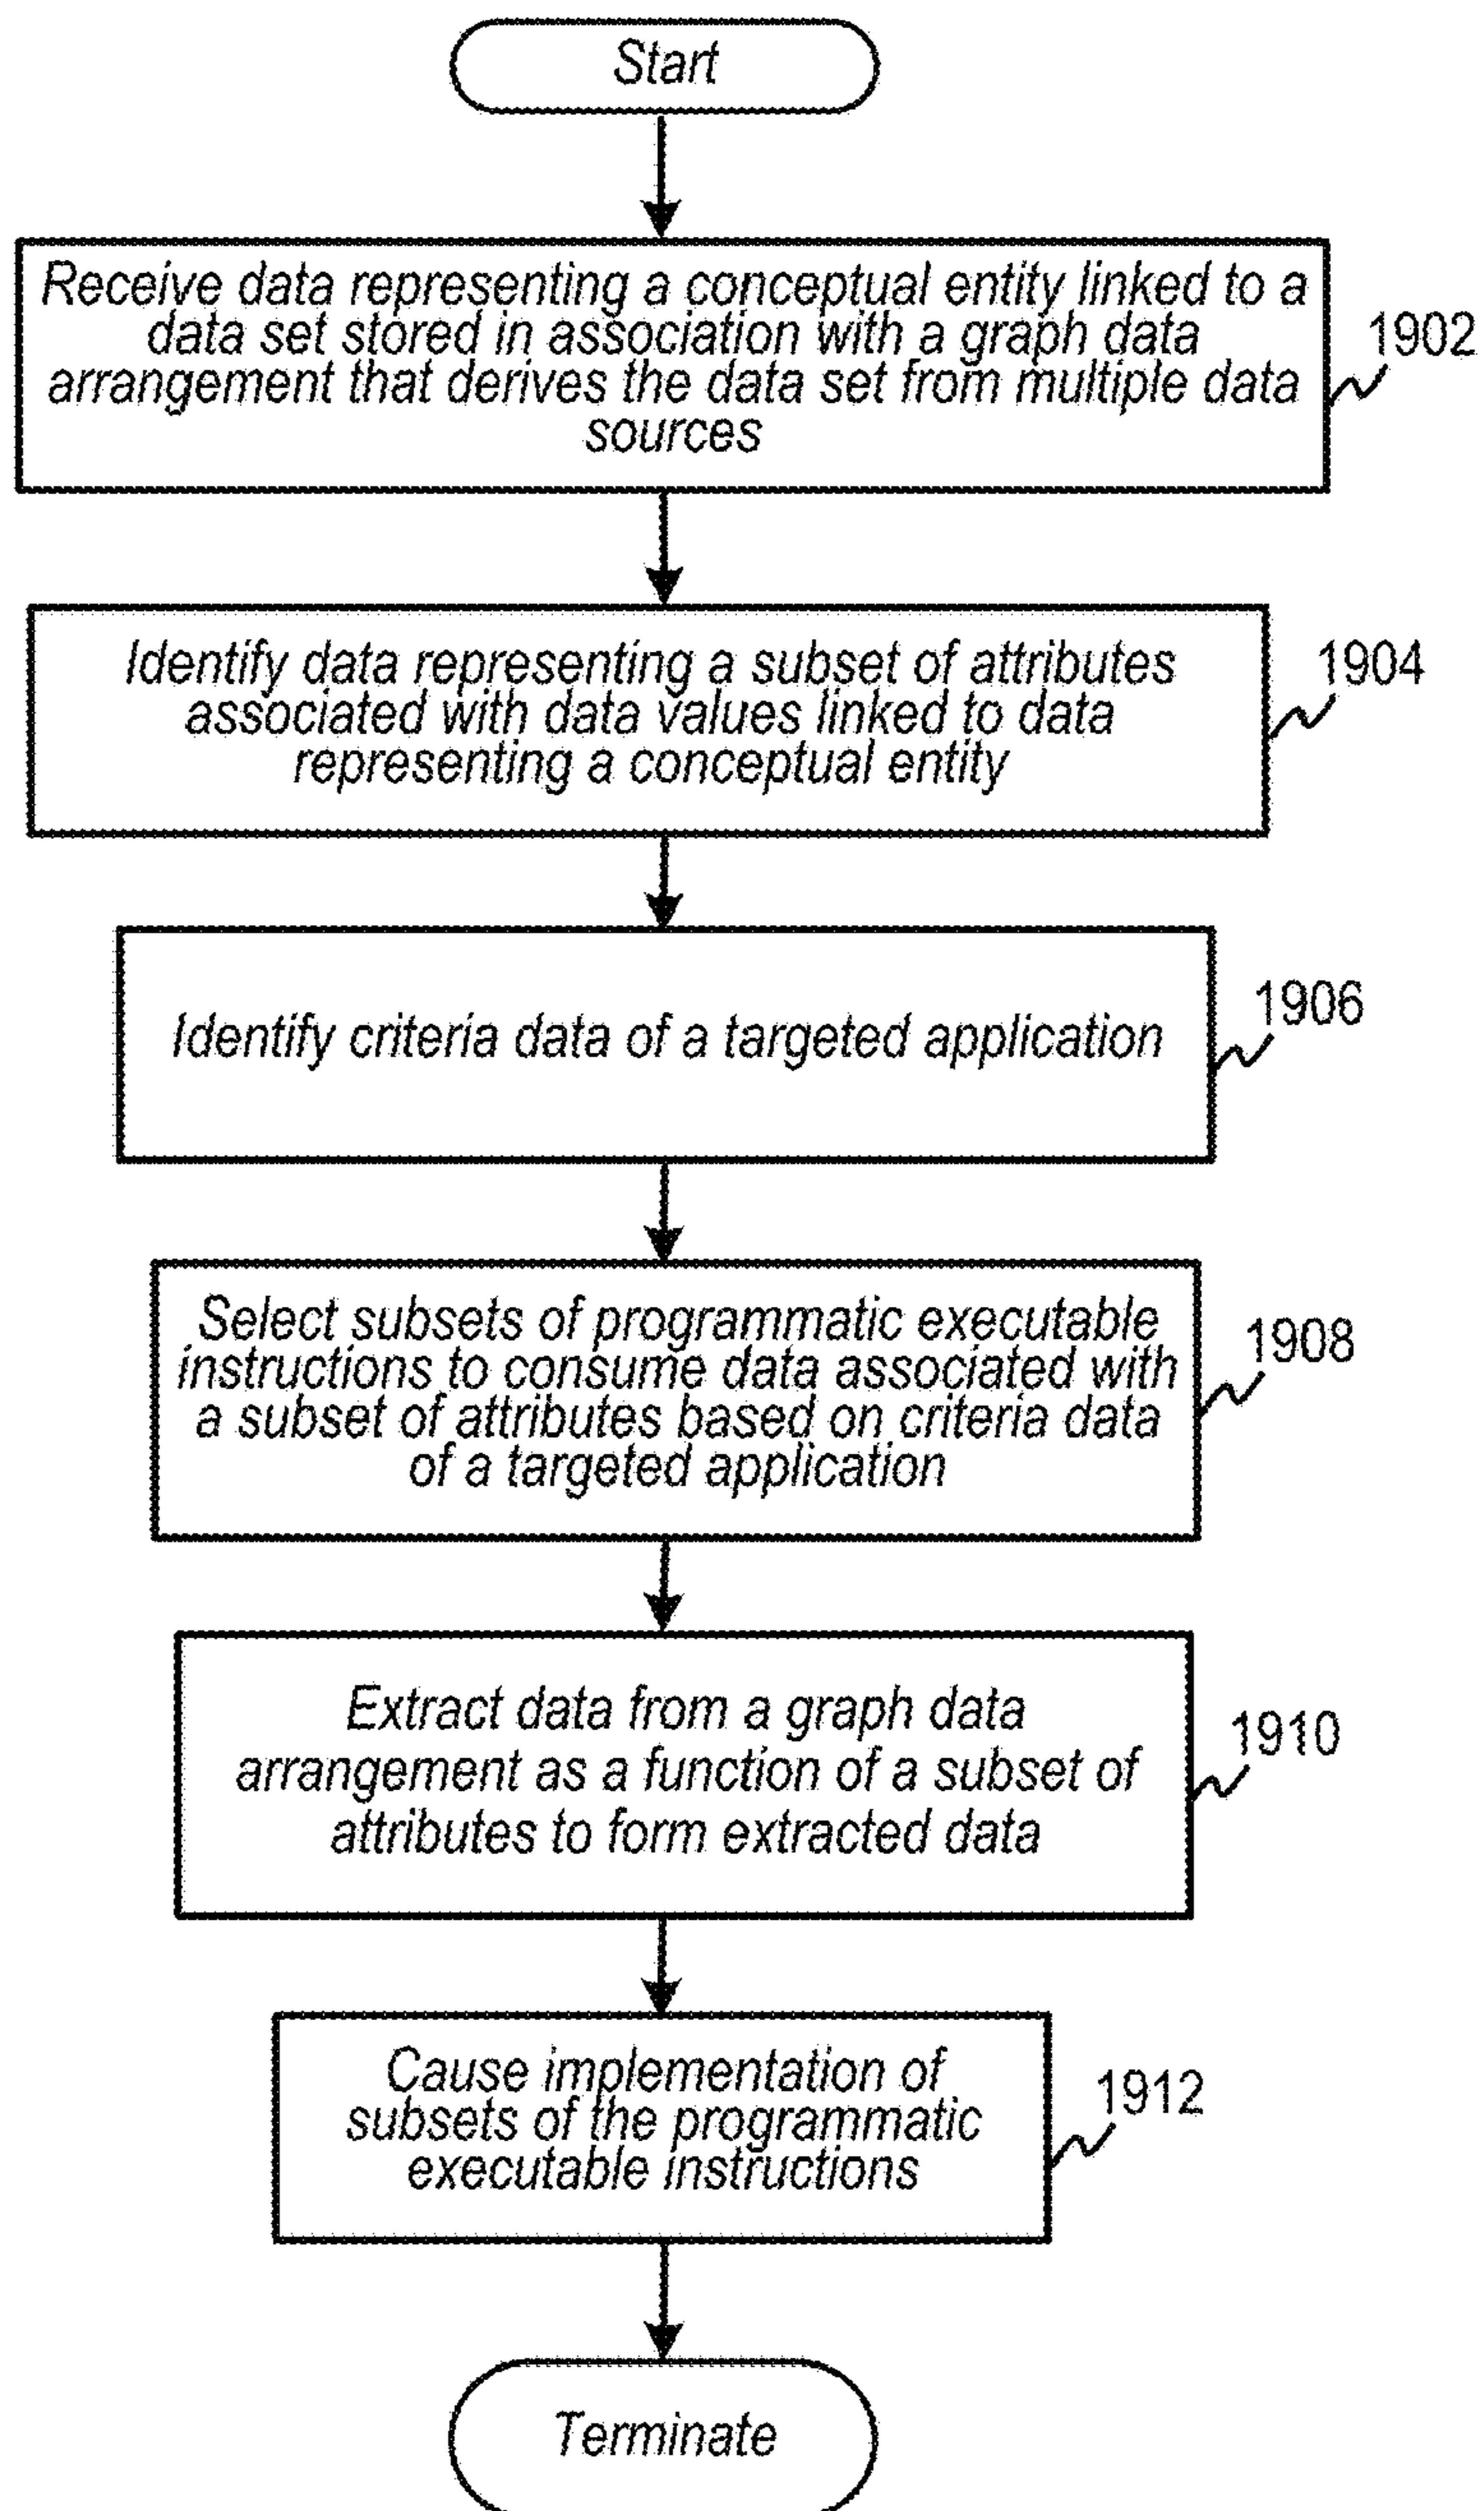 Start
Receive data representing a conceptual entity linked to a
data set stored in association with a graph data
arrangement that derives the data set from multiple data
sources
1902
Identify data representing a subset of attributes
associated with data values linked to data
representing a conceptual entity
1904
Identify criteria data of a targeted application
1906
Select subsets of programmatic executable
instructions to consume data associated with
a subset of attributes based on criteria data
of a targeted application
1908
Extract data from a graph data
arrangement as a function of a subset of
attributes to form extracted data
1910
Cause implementation of
subsets of the programmatic
executable instructions
1912
Terminate